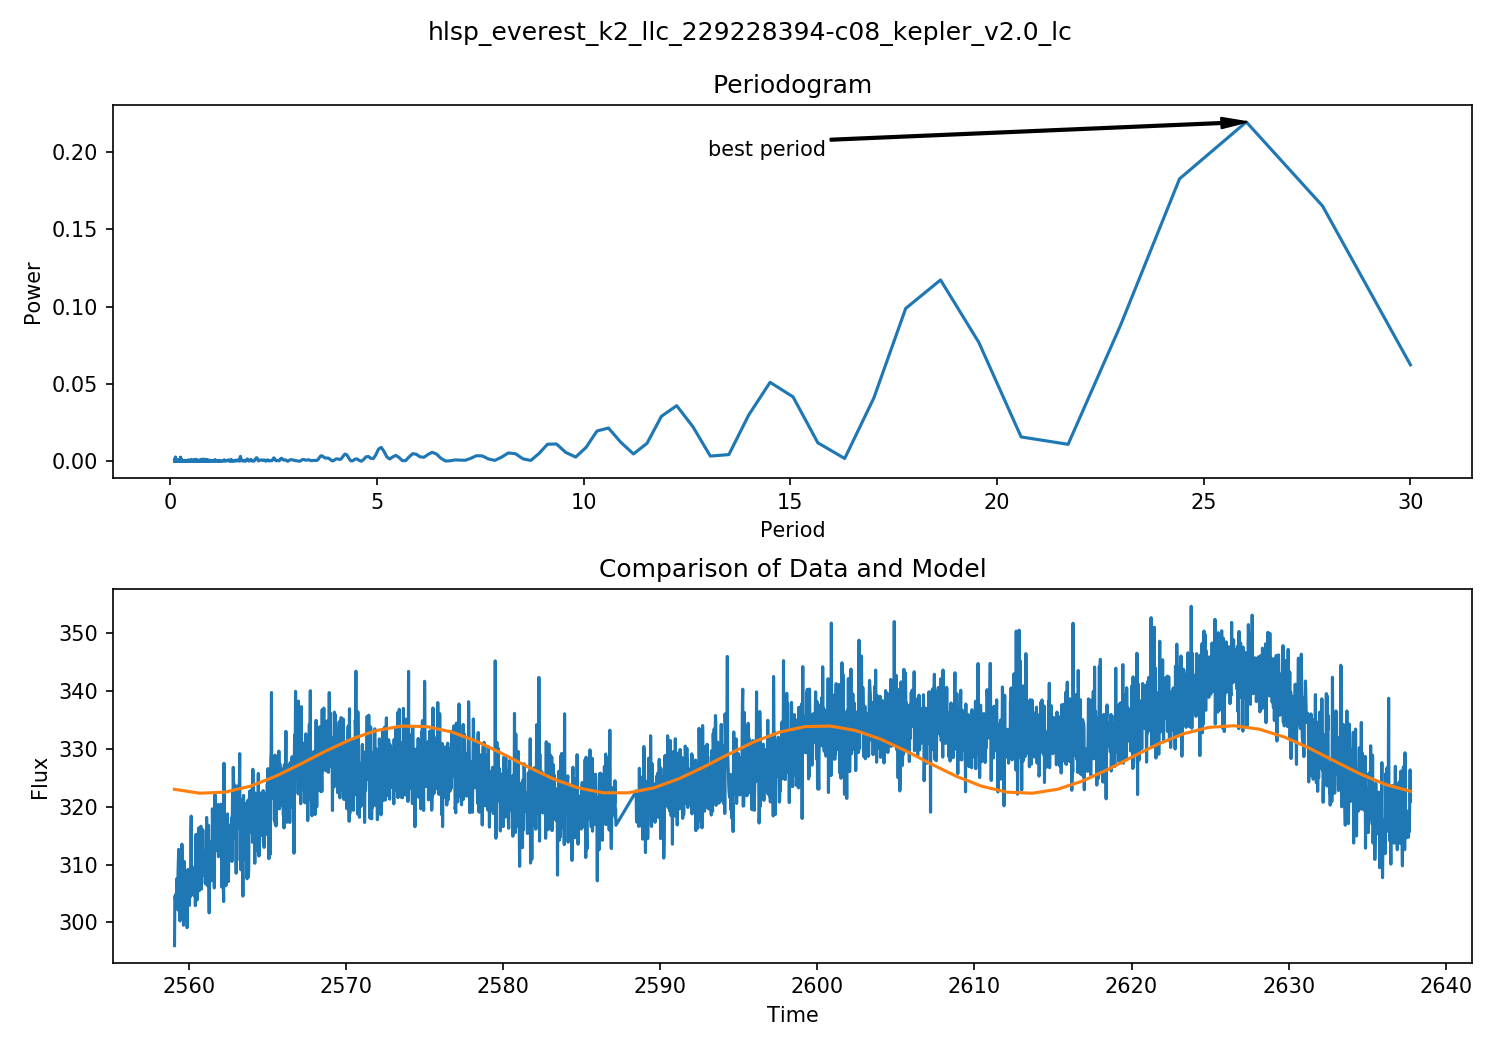 hlsp_everest_k2_llc_229228394-c08_kepler_v2.0_lc
Periodogram
best period
Power
0.20
0.15
0.10
0.05
0.00
0 5 10 15 20 25 30
Period
Comparison of Data and Model
Flux
350
340
330
320
310
300
2560 2570 2580 2590 2600 2610 2620 2630 2640
Time